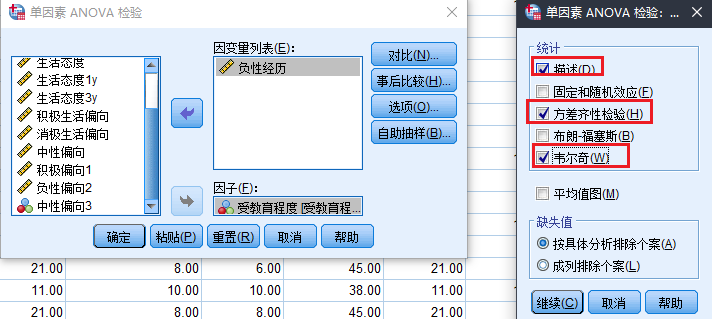 单因素 ANOVA 检验
因变量列表(E):
生活态度
生活态度1y
生活态度3y
积极生活偏向
消极生活偏向
中性偏向
积极偏向1
负性偏向2
中性偏向3
负性经历
对比(N)...
事后比较(H)...
选项(O)...
自助抽样(B)...
因子(F):
受教育程度 [受教育程...
确定 粘贴(P) 重置(R) 取消 帮助
21.00 8.00 6.00 45.00 21.00
11.00 10.00 10.00 38.00 11.00
21.00 8.00 8.00 45.00 21.00
单因素 ANOVA 检验:
统计
描述(D)
固定和随机效应(F)
方差齐性检验(H)
布朗-福塞斯(B)
韦尔奇(W)
平均值图(M)
缺失值
按具体分析排除个案(A)
成列排除个案(L)
继续(C) 取消 帮助